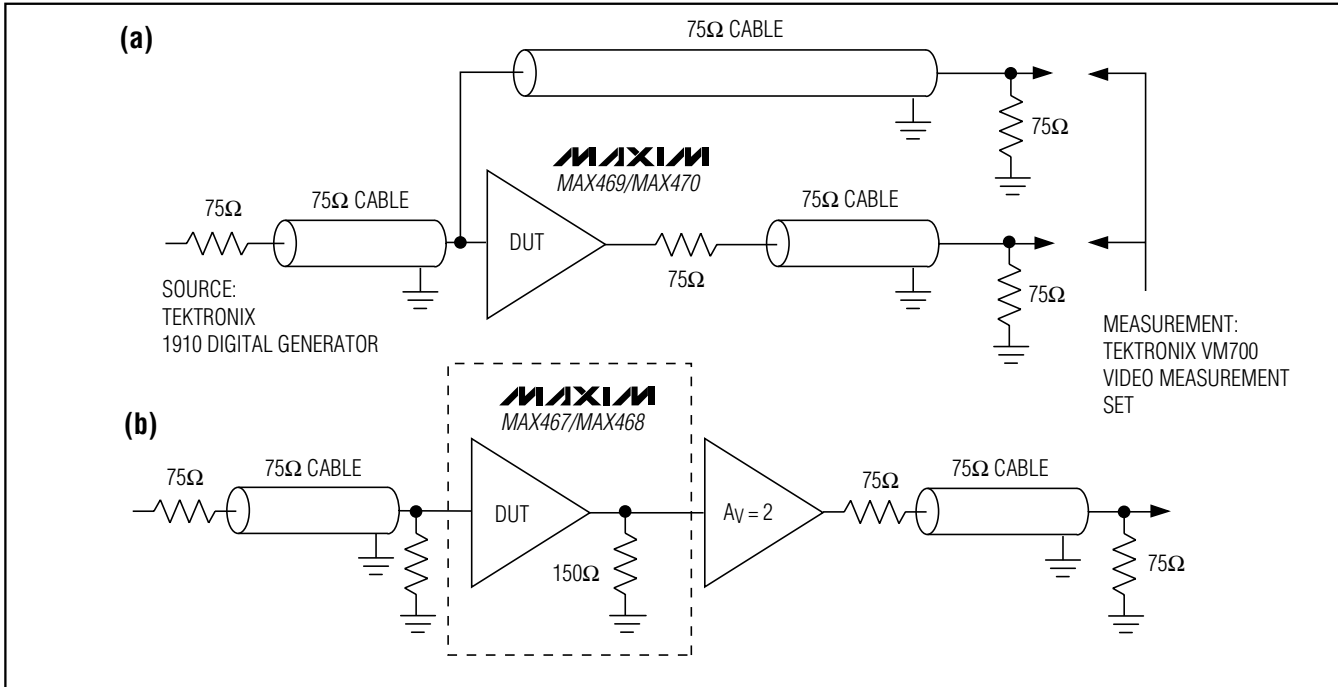 (a)
75Ω CABLE
75Ω
MAXIM
MAX469/MAX470
75Ω CABLE
75Ω CABLE
75Ω
DUT
75Ω
75Ω
SOURCE:
TEKTRONIX
1910 DIGITAL GENERATOR
MEASUREMENT:
TEKTRONIX VM700
VIDEO MEASUREMENT
SET
MAXIM
MAX467/MAX468
(b)
75Ω CABLE
75Ω
75Ω
75Ω CABLE
DUT
AV = 2
150Ω
75Ω